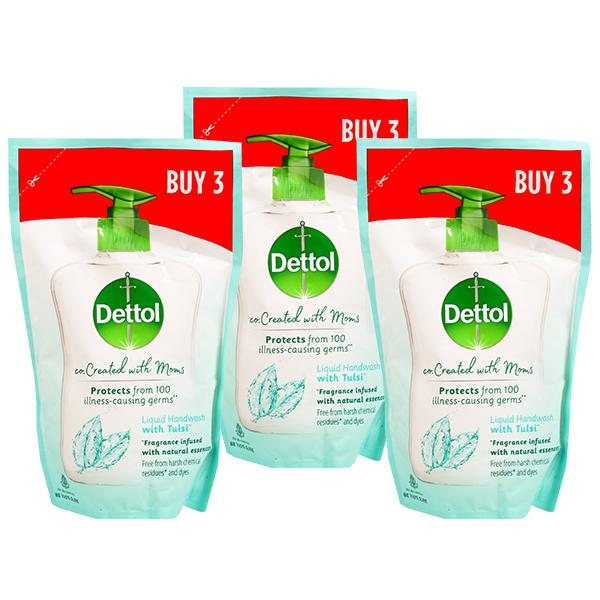 BUY 3
Dettol
co:Created with Moms
Protects from 100
illness-causing germs**
Liquid Handwash
with Tulsi~
*Fragrance infused
with natural essence
Free from harsh chemical
residues* and dyes
BUY 3
Dettol
co:Created with Moms
Protects from 100
illness-causing germs**
Liquid Handwash
with Tulsi~
*Fragrance infused
with natural essences
Free from harsh chemical
residues* and dyes
BUY 3
Dettol
co:Created with Moms
Protects from 100
illness-causing germs**
Liquid Handwash
with Tulsi~
*Fragrance infused
with natural essence
Free from harsh chemical
residues* and dyes